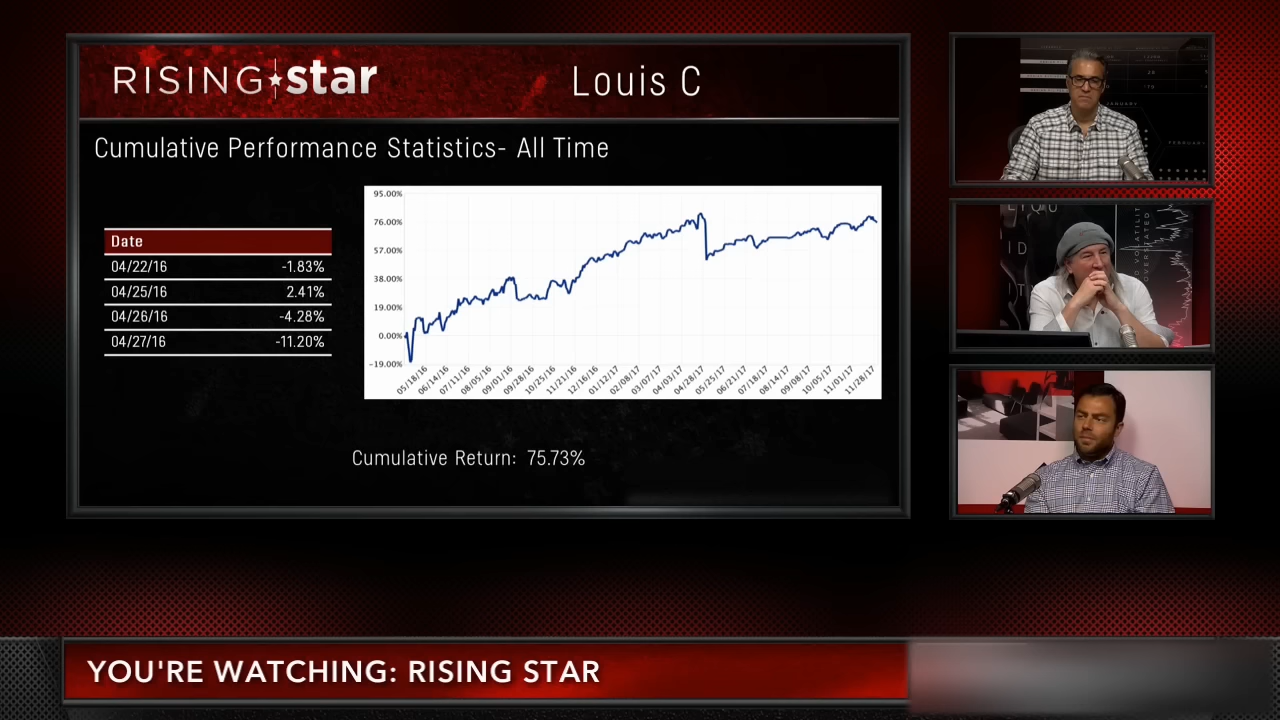 RISING star
Louis C
Cumulative Performance Statistics- All Time
Date
04/22/16 -1.83%
04/25/16 2.41%
04/26/16 -4.28%
04/27/16 -11.20%
95.00%
76.00%
57.00%
38.00%
19.00%
0.00%
-19.00%
05/18/16 06/14/16 07/11/16 08/05/16 09/01/16 09/28/16 10/25/16 11/21/16 12/16/16 01/12/17 02/08/17 03/07/17 04/03/17 04/28/17 05/25/17 06/21/17 07/18/17 08/14/17 09/08/17 10/05/17 11/01/17 11/28/17
Cumulative Return: 75.73%
JANUARY
FEBRUARY
VOLATILIT
OVERSTATED
YOU'RE WATCHING: RISING STAR